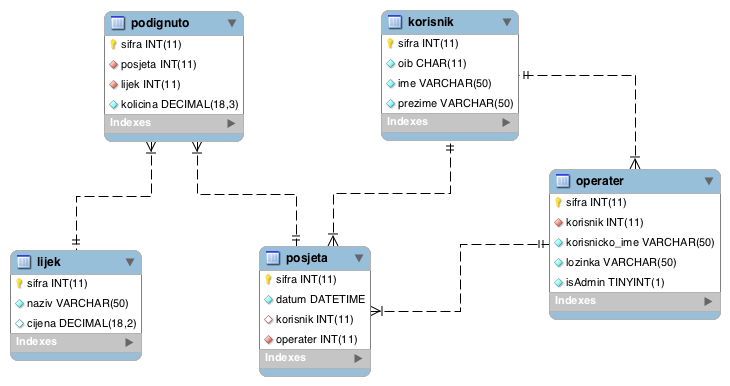 podignuto
sifra INT(11)
posjeta INT(11)
lijek INT(11)
kolicina DECIMAL(18,3)
Indexes
korisnik
sifra INT(11)
oib CHAR(11)
ime VARCHAR(50)
prezime VARCHAR(50)
Indexes
operater
sifra INT(11)
korisnik INT(11)
korisnicko_ime VARCHAR(50)
lozinka VARCHAR(50)
isAdmin TINYINT(1)
Indexes
lijek
sifra INT(11)
naziv VARCHAR(50)
cijena DECIMAL(18,2)
Indexes
posjeta
sifra INT(11)
datum DATETIME
korisnik INT(11)
operater INT(11)
Indexes